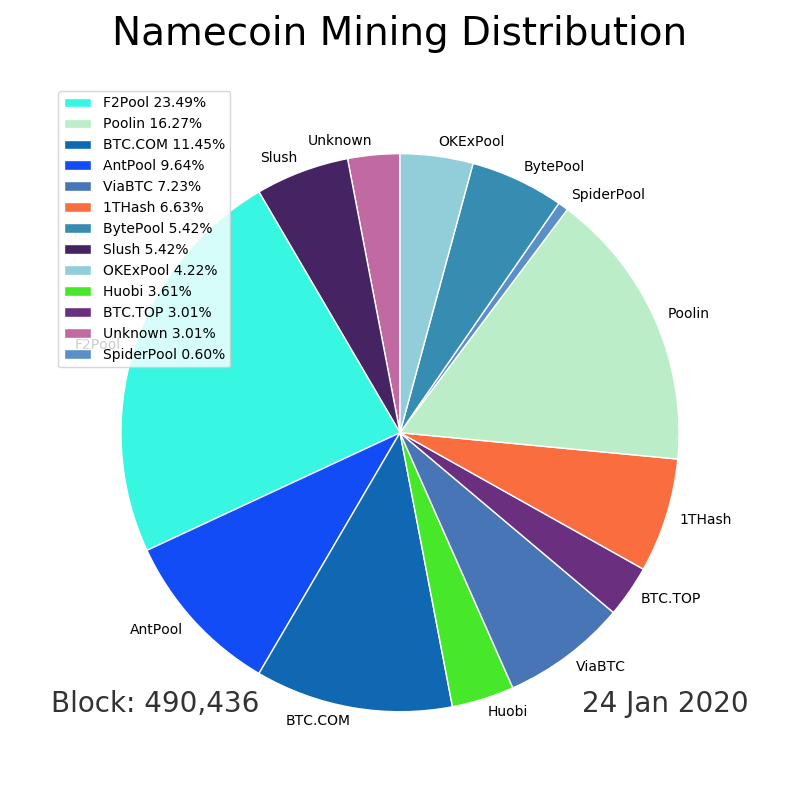 Namecoin Mining Distribution
F2Pool 23.49%
Poolin 16.27%
BTC.COM 11.45%
AntPool 9.64%
ViaBTC 7.23%
1THash 6.63%
BytePool 5.42%
Slush 5.42%
OKExPool 4.22%
Huobi 3.61%
BTC.TOP 3.01%
Unknown 3.01%
SpiderPool 0.60%
Unknown
OKExPool
Slush
BytePool
SpiderPool
Poolin
F2Pool
1THash
BTC.TOP
AntPool
ViaBTC
Huobi
BTC.COM
Block: 490,436
24 Jan 2020